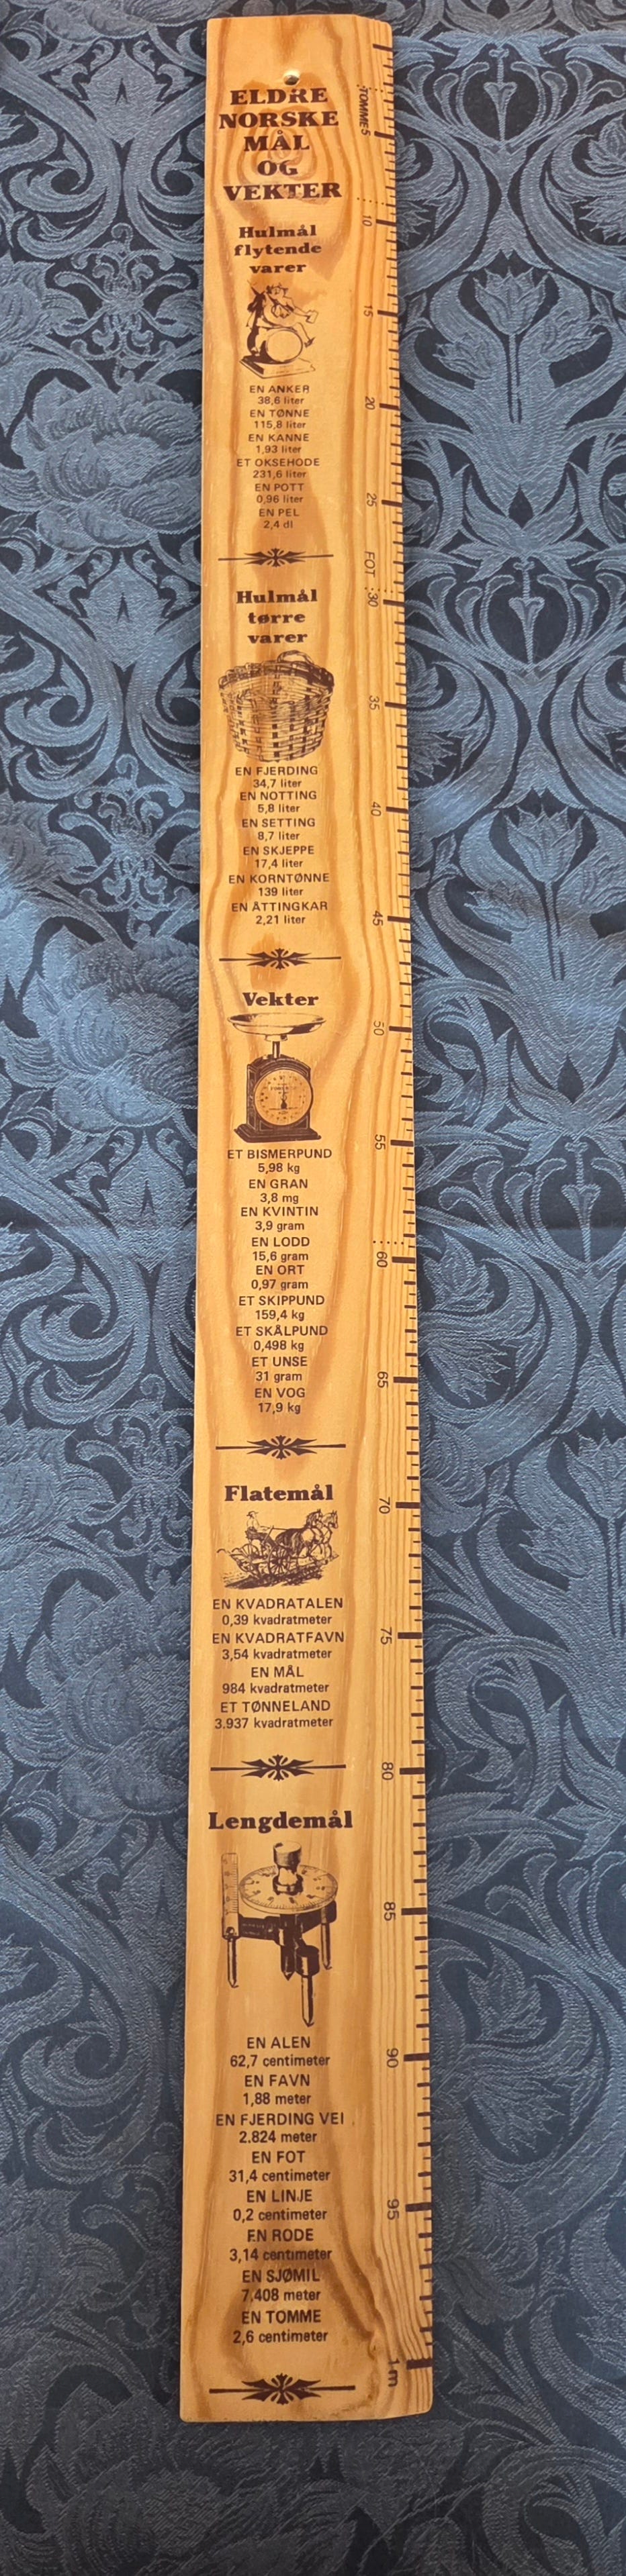 ELDRE
NORSKE
MÅL
OG
VEKTER
Hulmål
flytende
varer
EN ANKER
38,6 liter
EN TØNNE
115,8 liter
EN KANNE
1,93 liter
ET OKSEHODE
231,6 liter
EN POTT
0,96 liter
EN PEL
2,4 dl
Hulmål
tørre
varer
EN FJERDING
34,7 liter
EN NOTTING
5,8 liter
EN SETTING
8,7 liter
EN SKJEPPE
17,4 liter
EN KORNTØNNE
139 liter
EN ÅTTINGKAR
2,21 liter
Vekter
ET BISMERPUND
5,98 kg
EN GRAN
3,8 mg
EN KVINTIN
3,9 gram
EN LODD
15,6 gram
EN ORT
0,97 gram
ET SKIPPUND
159,4 kg
ET SKÅLPUND
0,498 kg
ET UNSE
31 gram
EN VOG
17,9 kg
Flatemål
EN KVADRATALEN
0,39 kvadratmeter
EN KVADRATFAVN
3,54 kvadratmeter
EN MÅL
984 kvadratmeter
ET TØNNELAND
3.937 kvadratmeter
Lengdemål
EN ALEN
62,7 centimeter
EN FAVN
1,88 meter
EN FJERDING VEI
2.824 meter
EN FOT
31,4 centimeter
EN LINJE
0,2 centimeter
EN RODE
3,14 centimeter
EN SJØMIL
7.408 meter
EN TOMME
2,6 centimeter
TOMME
5
10
15
20
25
FOT
30
35
40
45
50
55
60
65
70
75
80
85
90
95
1 m